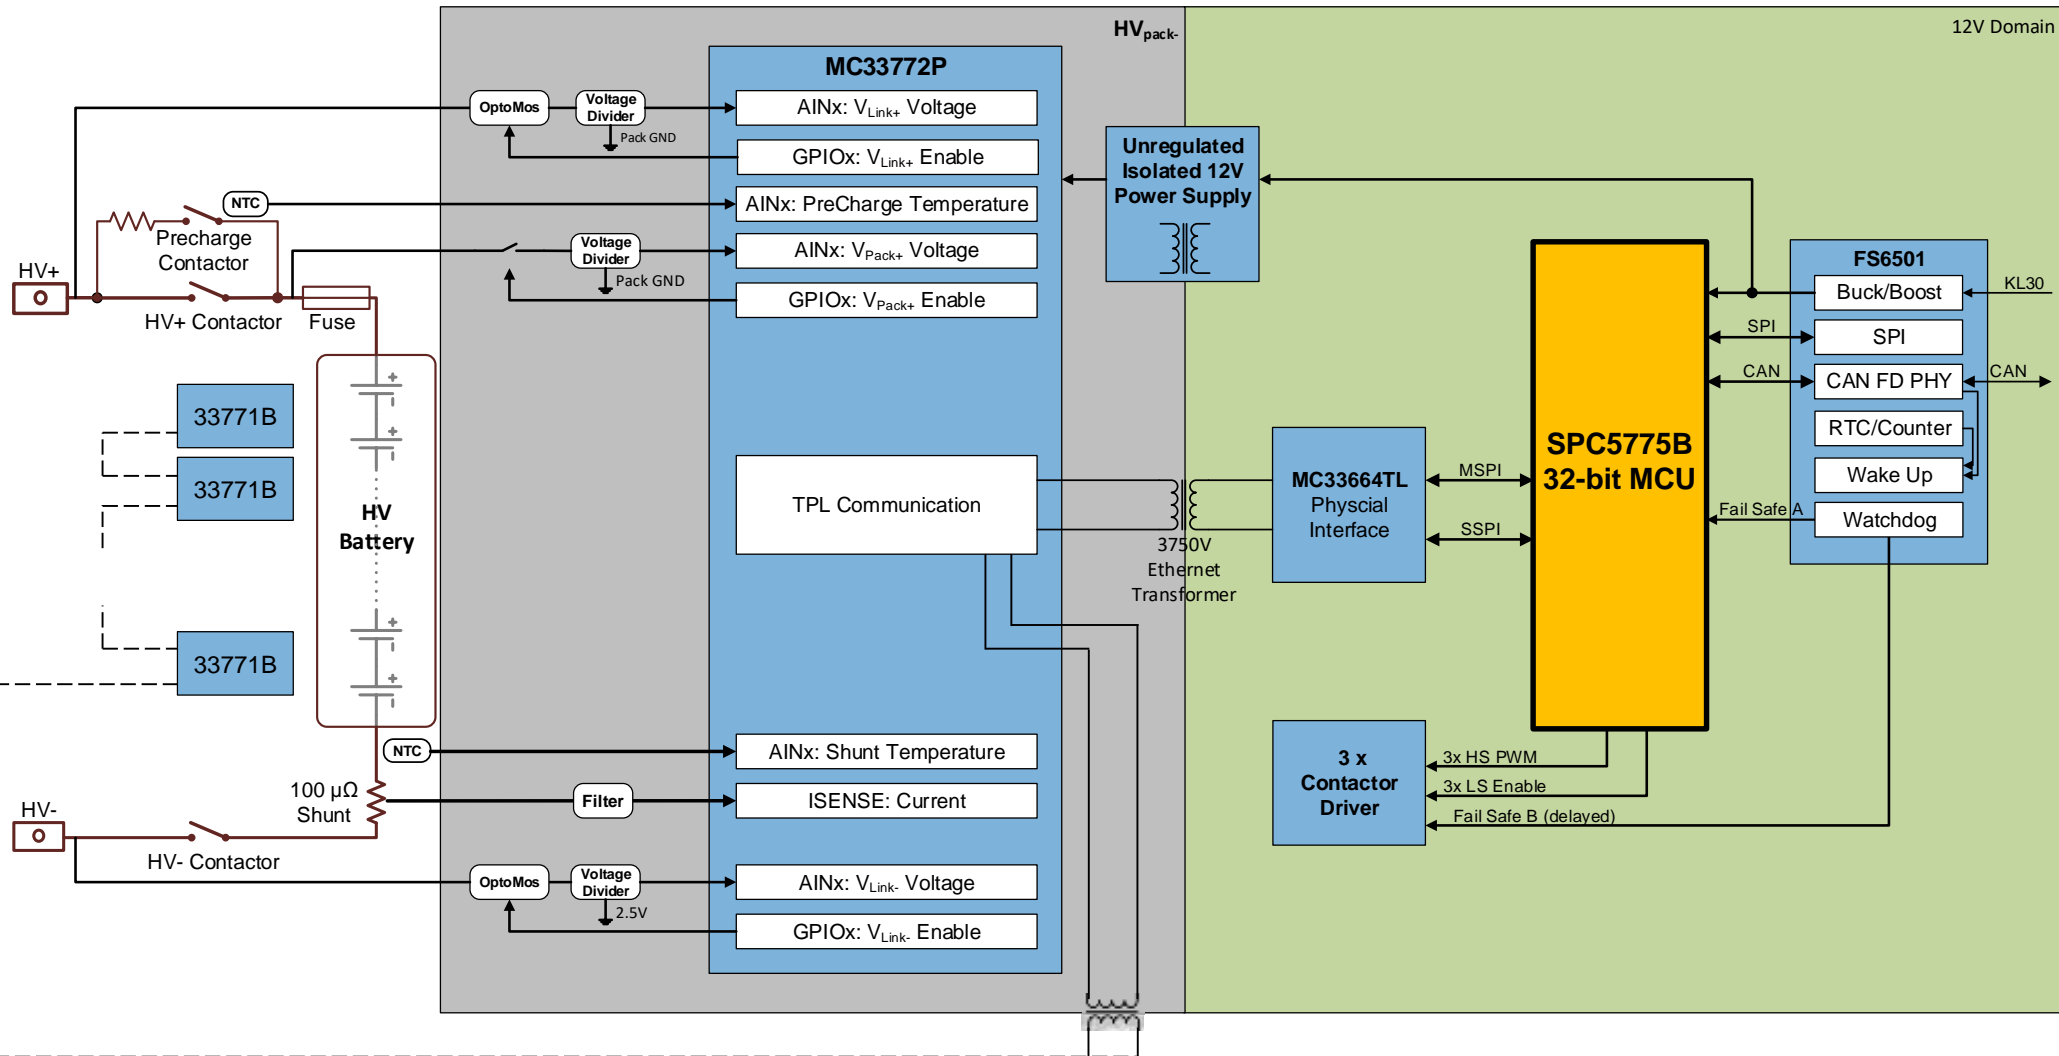 HVpack-
12V Domain
MC33772P
OptoMos
Voltage
Divider
Pack GND
AINx: VLink+ Voltage
GPIOx: VLink+ Enable
Unregulated
Isolated 12V
Power Supply
NTC
AINx: PreCharge Temperature
Precharge
Contactor
Voltage
Divider
Pack GND
AINx: VPack+ Voltage
GPIOx: VPack+ Enable
HV+
HV+ Contactor
Fuse
FS6501
Buck/Boost
KL30
SPI
SPI
CAN
CAN FD PHY
CAN
RTC/Counter
Wake Up
Fail Safe A
Watchdog
SPC5775B
32-bit MCU
33771B
33771B
33771B
HV
Battery
TPL Communication
3750V
Ethernet
Transformer
MC33664TL
Physcial
Interface
MSPI
SSPI
NTC
AINx: Shunt Temperature
100 µΩ
Shunt
Filter
ISENSE: Current
HV-
HV- Contactor
OptoMos
Voltage
Divider
2.5V
AINx: VLink- Voltage
GPIOx: VLink- Enable
3 x
Contactor
Driver
3x HS PWM
3x LS Enable
Fail Safe B (delayed)